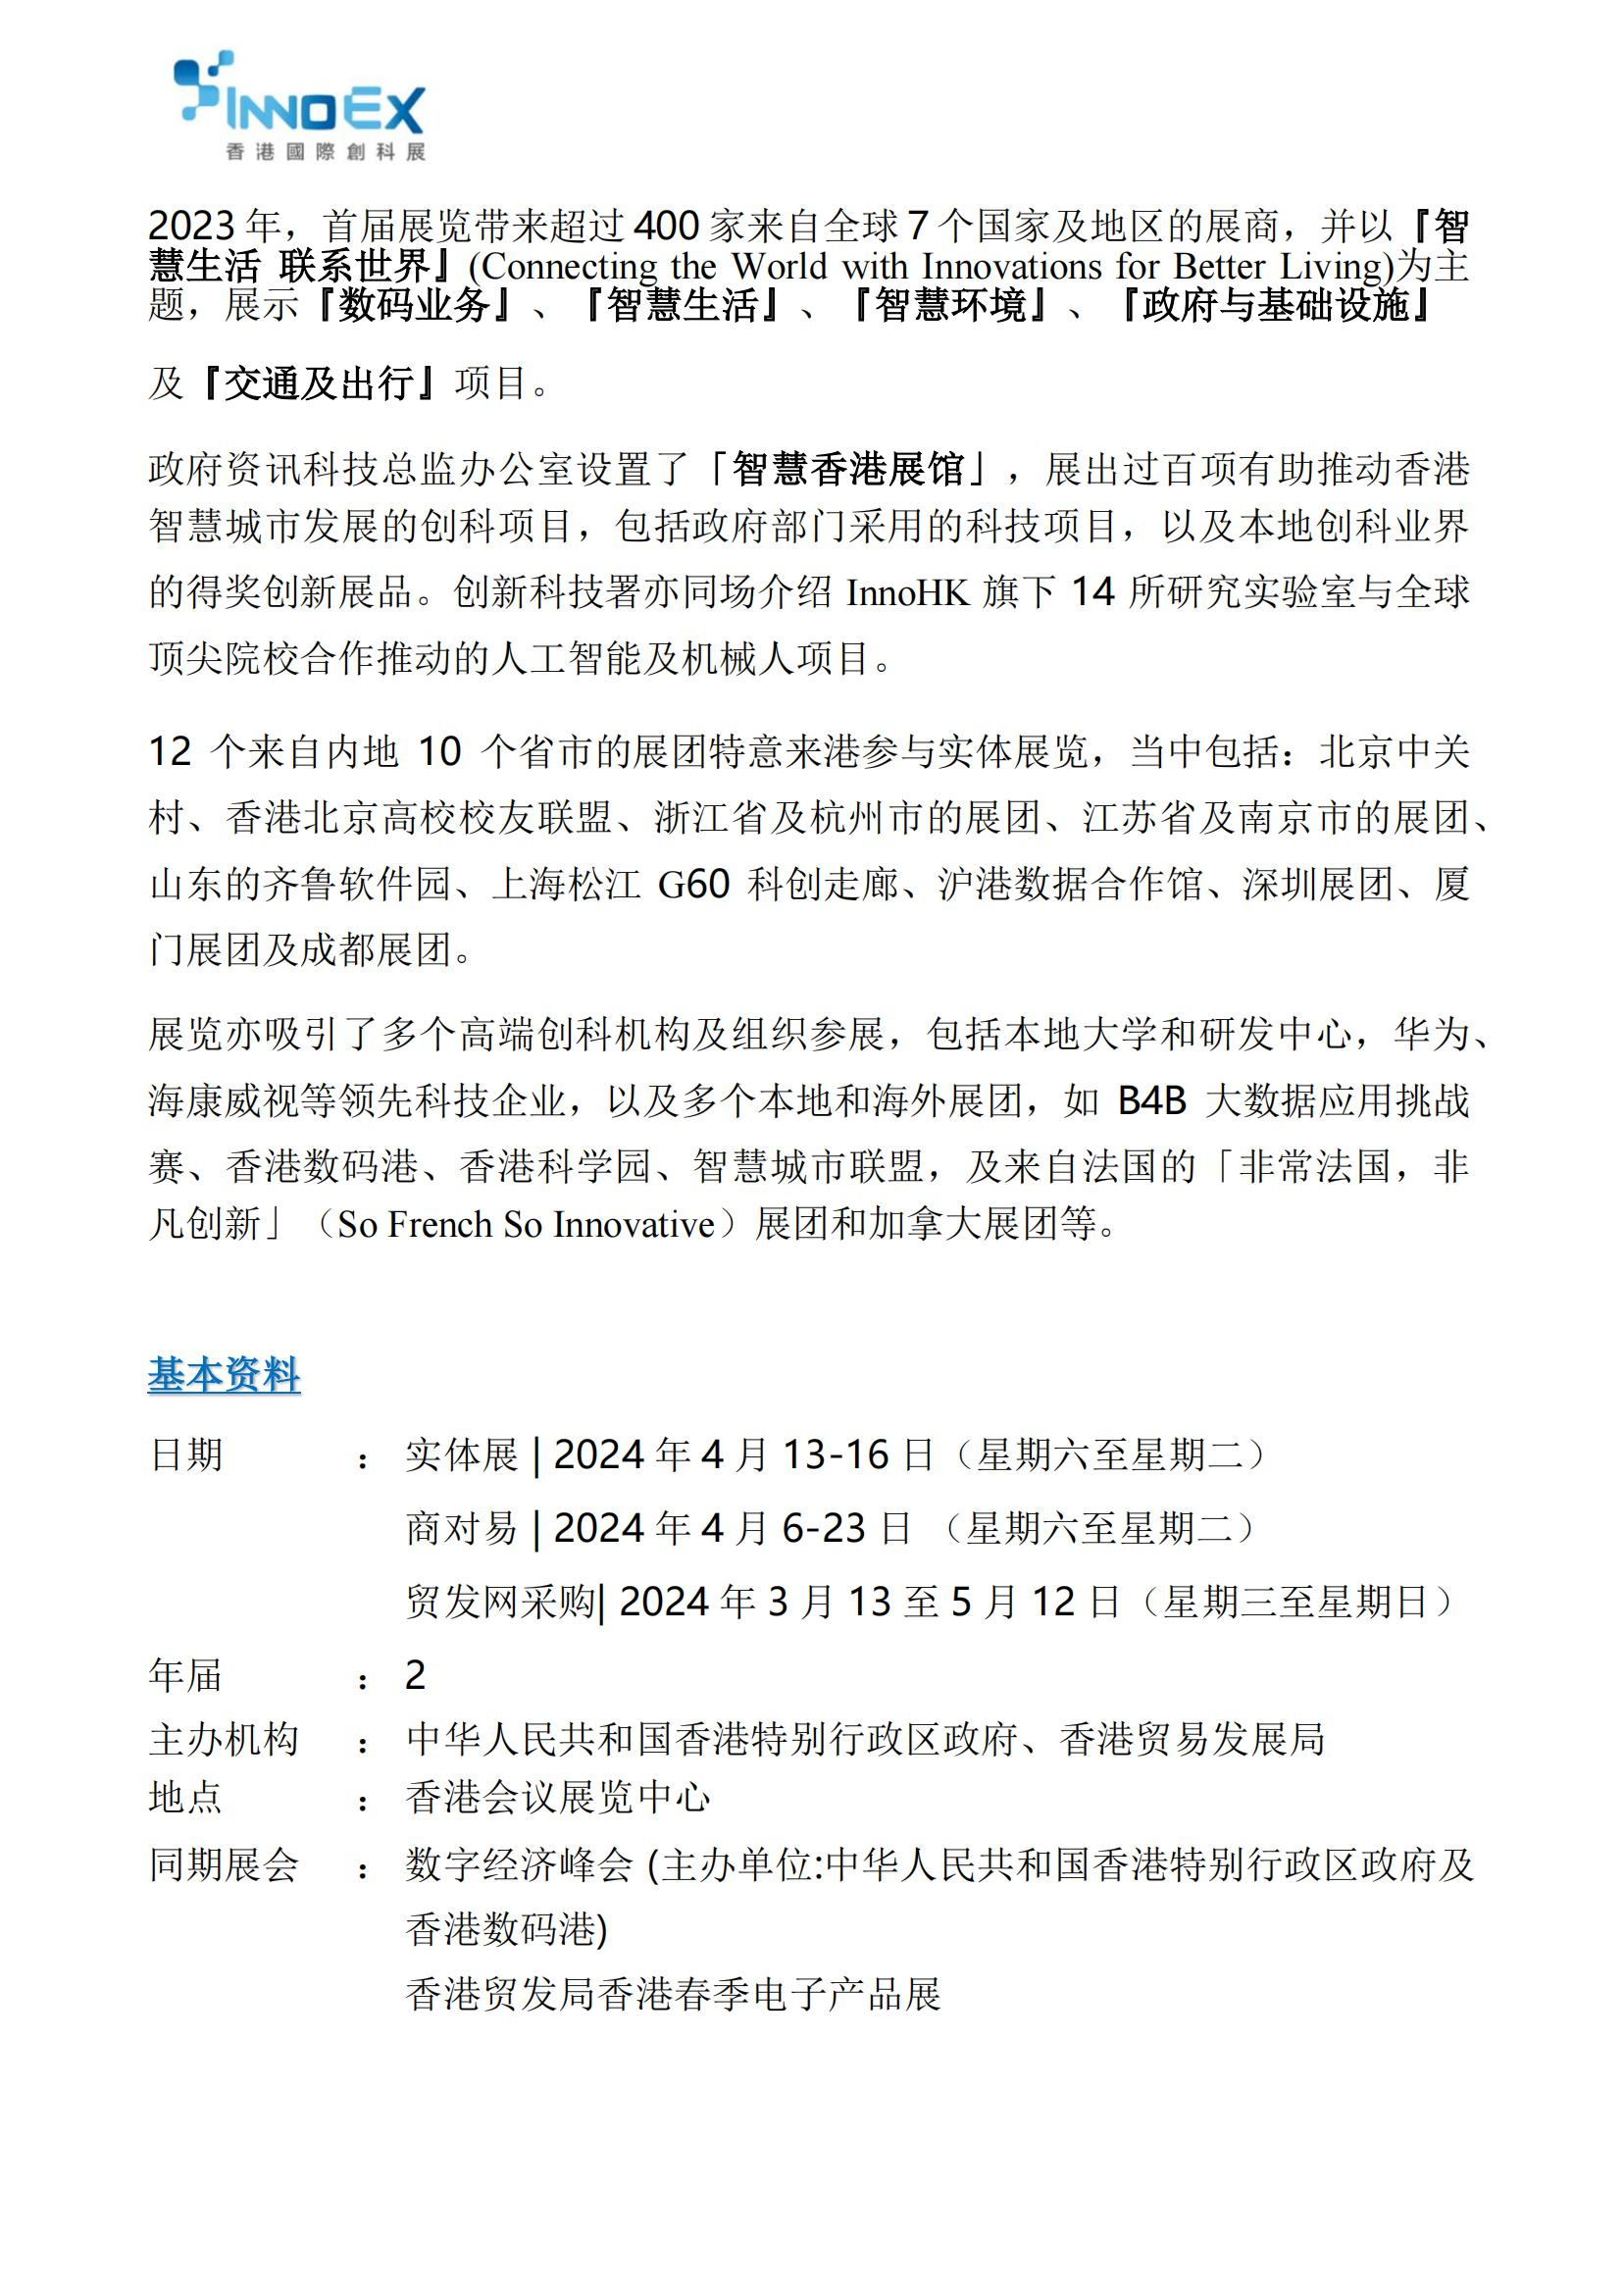 INNOEX
香港國際創科展
2023 年，首届展览带来超过 400 家来自全球 7 个国家及地区的展商，并以『智
慧生活 联系世界』(Connecting the World with Innovations for Better Living)为主
题，展示『数码业务』、『智慧生活』、『智慧环境』、『政府与基础设施』
及『交通及出行』项目。
政府资讯科技总监办公室设置了「智慧香港展馆」，展出过百项有助推动香港
智慧城市发展的创科项目，包括政府部门采用的科技项目，以及本地创科业界
的得奖创新展品。创新科技署亦同场介绍 InnoHK 旗下 14 所研究实验室与全球
顶尖院校合作推动的人工智能及机械人项目。
12 个来自内地 10 个省市的展团特意来港参与实体展览，当中包括：北京中关
村、香港北京高校校友联盟、浙江省及杭州市的展团、江苏省及南京市的展团、
山东的齐鲁软件园、上海松江 G60 科创走廊、沪港数据合作馆、深圳展团、厦
门展团及成都展团。
展览亦吸引了多个高端创科机构及组织参展，包括本地大学和研发中心，华为、
海康威视等领先科技企业，以及多个本地和海外展团，如 B4B 大数据应用挑战
赛、香港数码港、香港科学园、智慧城市联盟，及来自法国的「非常法国，非
凡创新」（So French So Innovative）展团和加拿大展团等。
基本资料
日期 ： 实体展 | 2024 年 4 月 13-16 日（星期六至星期二）
商对易 | 2024 年 4 月 6-23 日 （星期六至星期二）
贸发网采购| 2024 年 3 月 13 至 5 月 12 日（星期三至星期日）
年届 ： 2
主办机构 ： 中华人民共和国香港特别行政区政府、香港贸易发展局
地点 ： 香港会议展览中心
同期展会 ： 数字经济峰会 (主办单位:中华人民共和国香港特别行政区政府及
香港数码港)
香港贸发局香港春季电子产品展